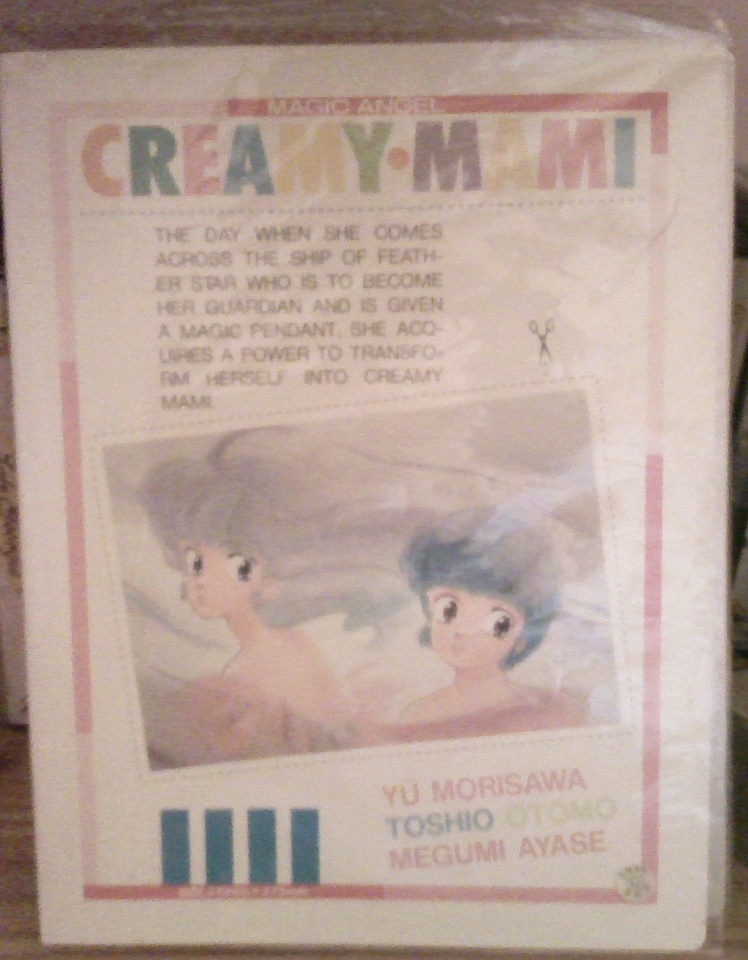 MAGIC ANGEL
CREAMY·MAMI
THE DAY WHEN SHE COMES
ACROSS THE SHIP OF FEATH-
ER STAR WHO IS TO BECOME
HER GUARDIAN AND IS GIVEN
A MAGIC PENDANT, SHE ACQ-
UIRES A POWER TO TRANSFO-
RM HERSELF INTO CREAMY
MAMI.
YŪ MORISAWA
TOSHIO OTOMO
MEGUMI AYASE